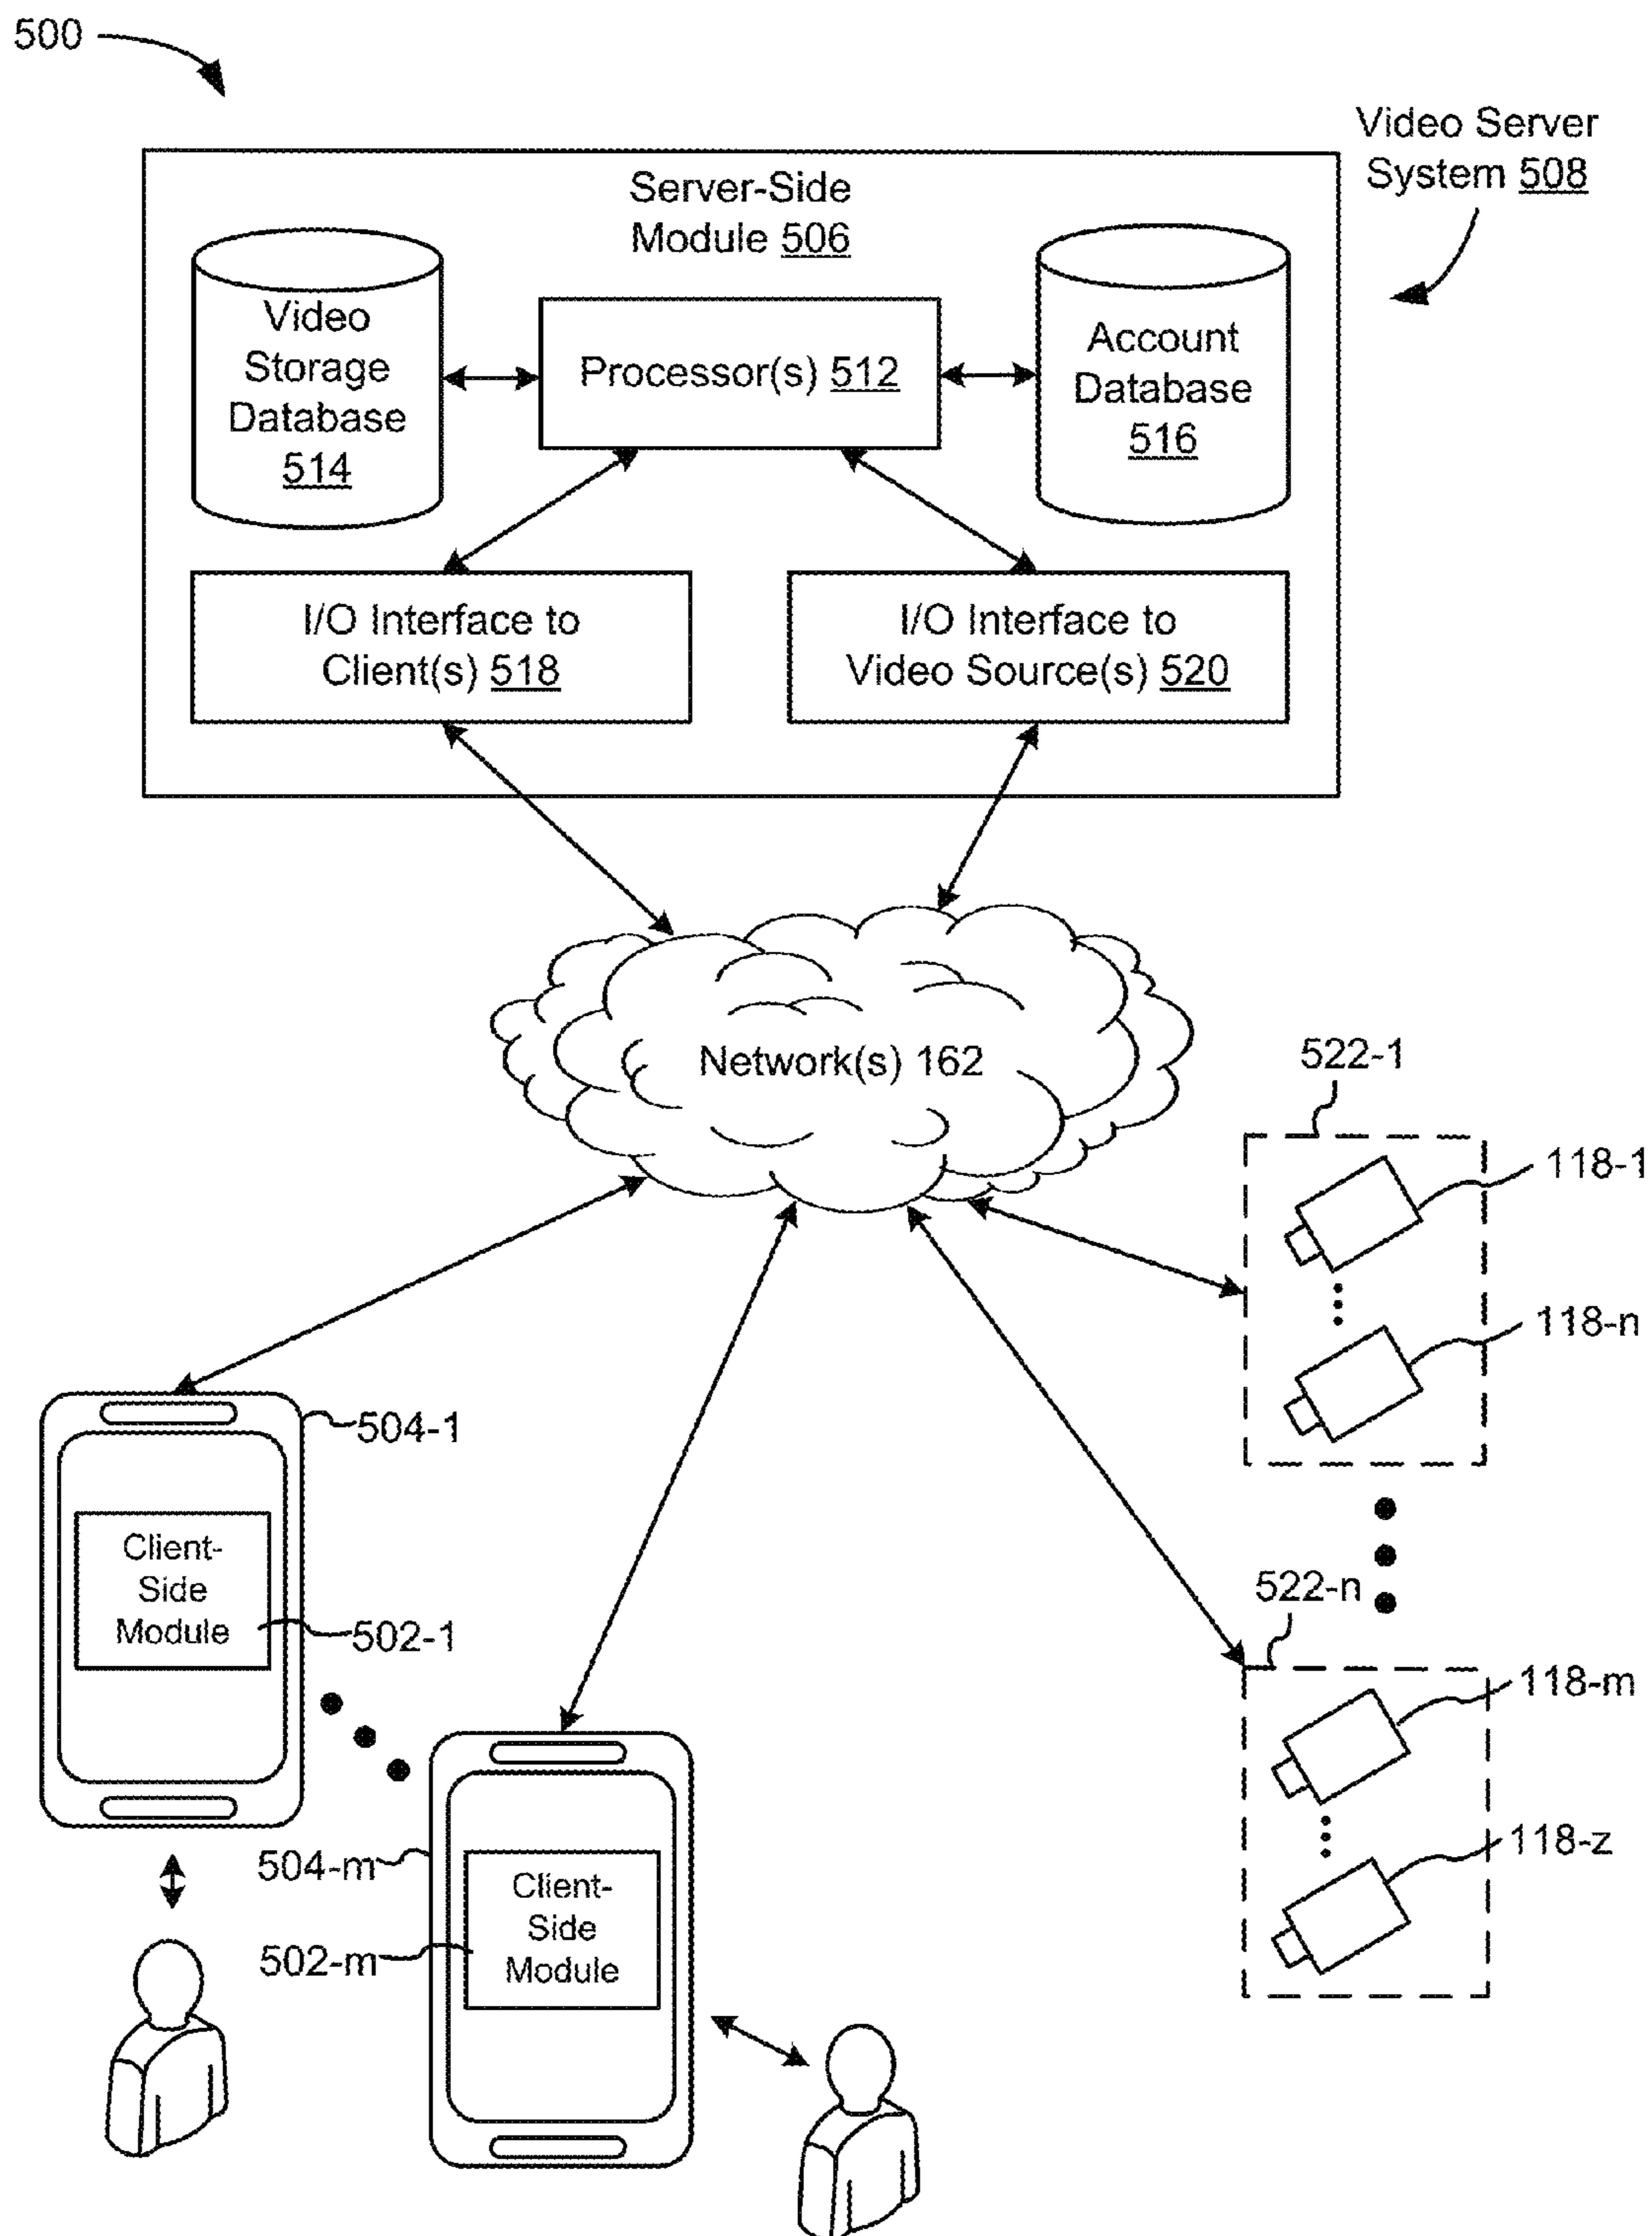 500
Video Server
System 508
Server-Side
Module 506
Video
Storage
Database
514
Processor(s) 512
Account
Database
516
I/O Interface to
Client(s) 518
I/O Interface to
Video Source(s) 520
Network(s) 162
522-1
118-1
118-n
504-1
Client-
Side
Module
502-1
522-n
118-m
118-z
504-m
Client-
Side
Module
502-m